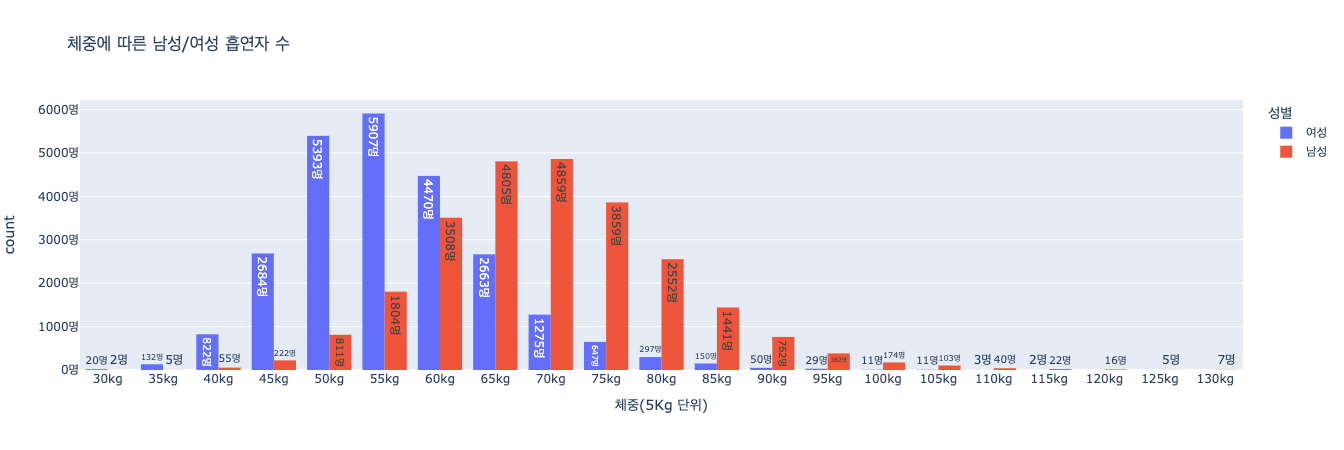 체중에 따른 남성/여성 흡연자 수
성별
여성
남성
count
6000명
5000명
4000명
3000명
2000명
1000명
0명
20명 2명 132명 5명 822명 55명 2684명 222명 5393명 811명 5907명 1804명 4470명 3508명 2663명 4805명 1275명 4859명 647명 3859명 297명 2552명 150명 1441명 50명 762명 29명 382명 11명 174명 11명 103명 3명 40명 2명 22명 16명 5명 7명
30kg 35kg 40kg 45kg 50kg 55kg 60kg 65kg 70kg 75kg 80kg 85kg 90kg 95kg 100kg 105kg 110kg 115kg 120kg 125kg 130kg
체중(5Kg 단위)